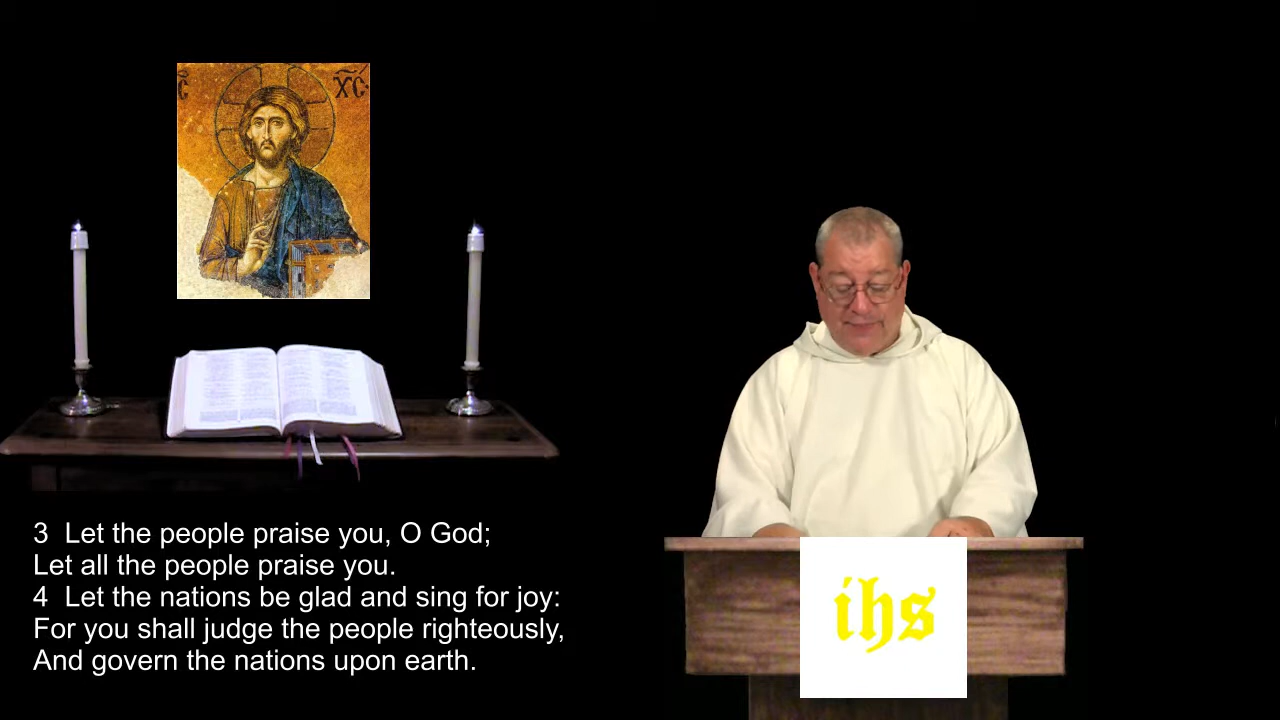 C
XC
3  Let the people praise you, O God;
Let all the people praise you.
4  Let the nations be glad and sing for joy:
For you shall judge the people righteously,
And govern the nations upon earth.
ihs